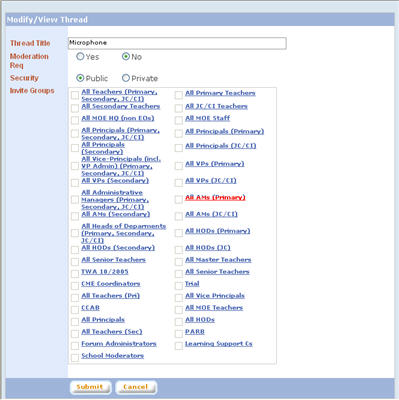 Modify/View Thread
Thread Title
Microphone
Moderation
Req
Yes
No
Security
Public
Private
Invite Groups
All Teachers (Primary,
Secondary, JC/CI)
All Primary Teachers
All Secondary Teachers
All JC/CI Teachers
All MOE HQ (non EOs)
All MOE Staff
All Principals (Primary,
Secondary, JC/CI)
All Principals (Primary)
All Principals
(Secondary)
All Principals (JC/CI)
All Vice-Principals (incl.
VP Admin) (Primary,
Secondary, JC/CI)
All VPs (Primary)
All VPs (Secondary)
All VPs (JC/CI)
All Administrative
Managers (Primary,
Secondary, JC/CI)
All AMs (Primary)
All AMs (Secondary)
All AMs (JC/CI)
All Heads of Deparments
(Primary, Secondary,
JC/CI)
All HODs (Primary)
All HODs (Secondary)
All HODs (JC)
All Senior Teachers
All Master Teachers
TWA 10/2005
All Senior Teachers
CME Coordinators
Trial
All Teachers (Pri)
All Vice Principals
CCAB
All MOE Teachers
All Principals
All HODs
All Teachers (Sec)
PARB
Forum Administrators
Learning Support Cs
School Moderators
Submit
Cancel